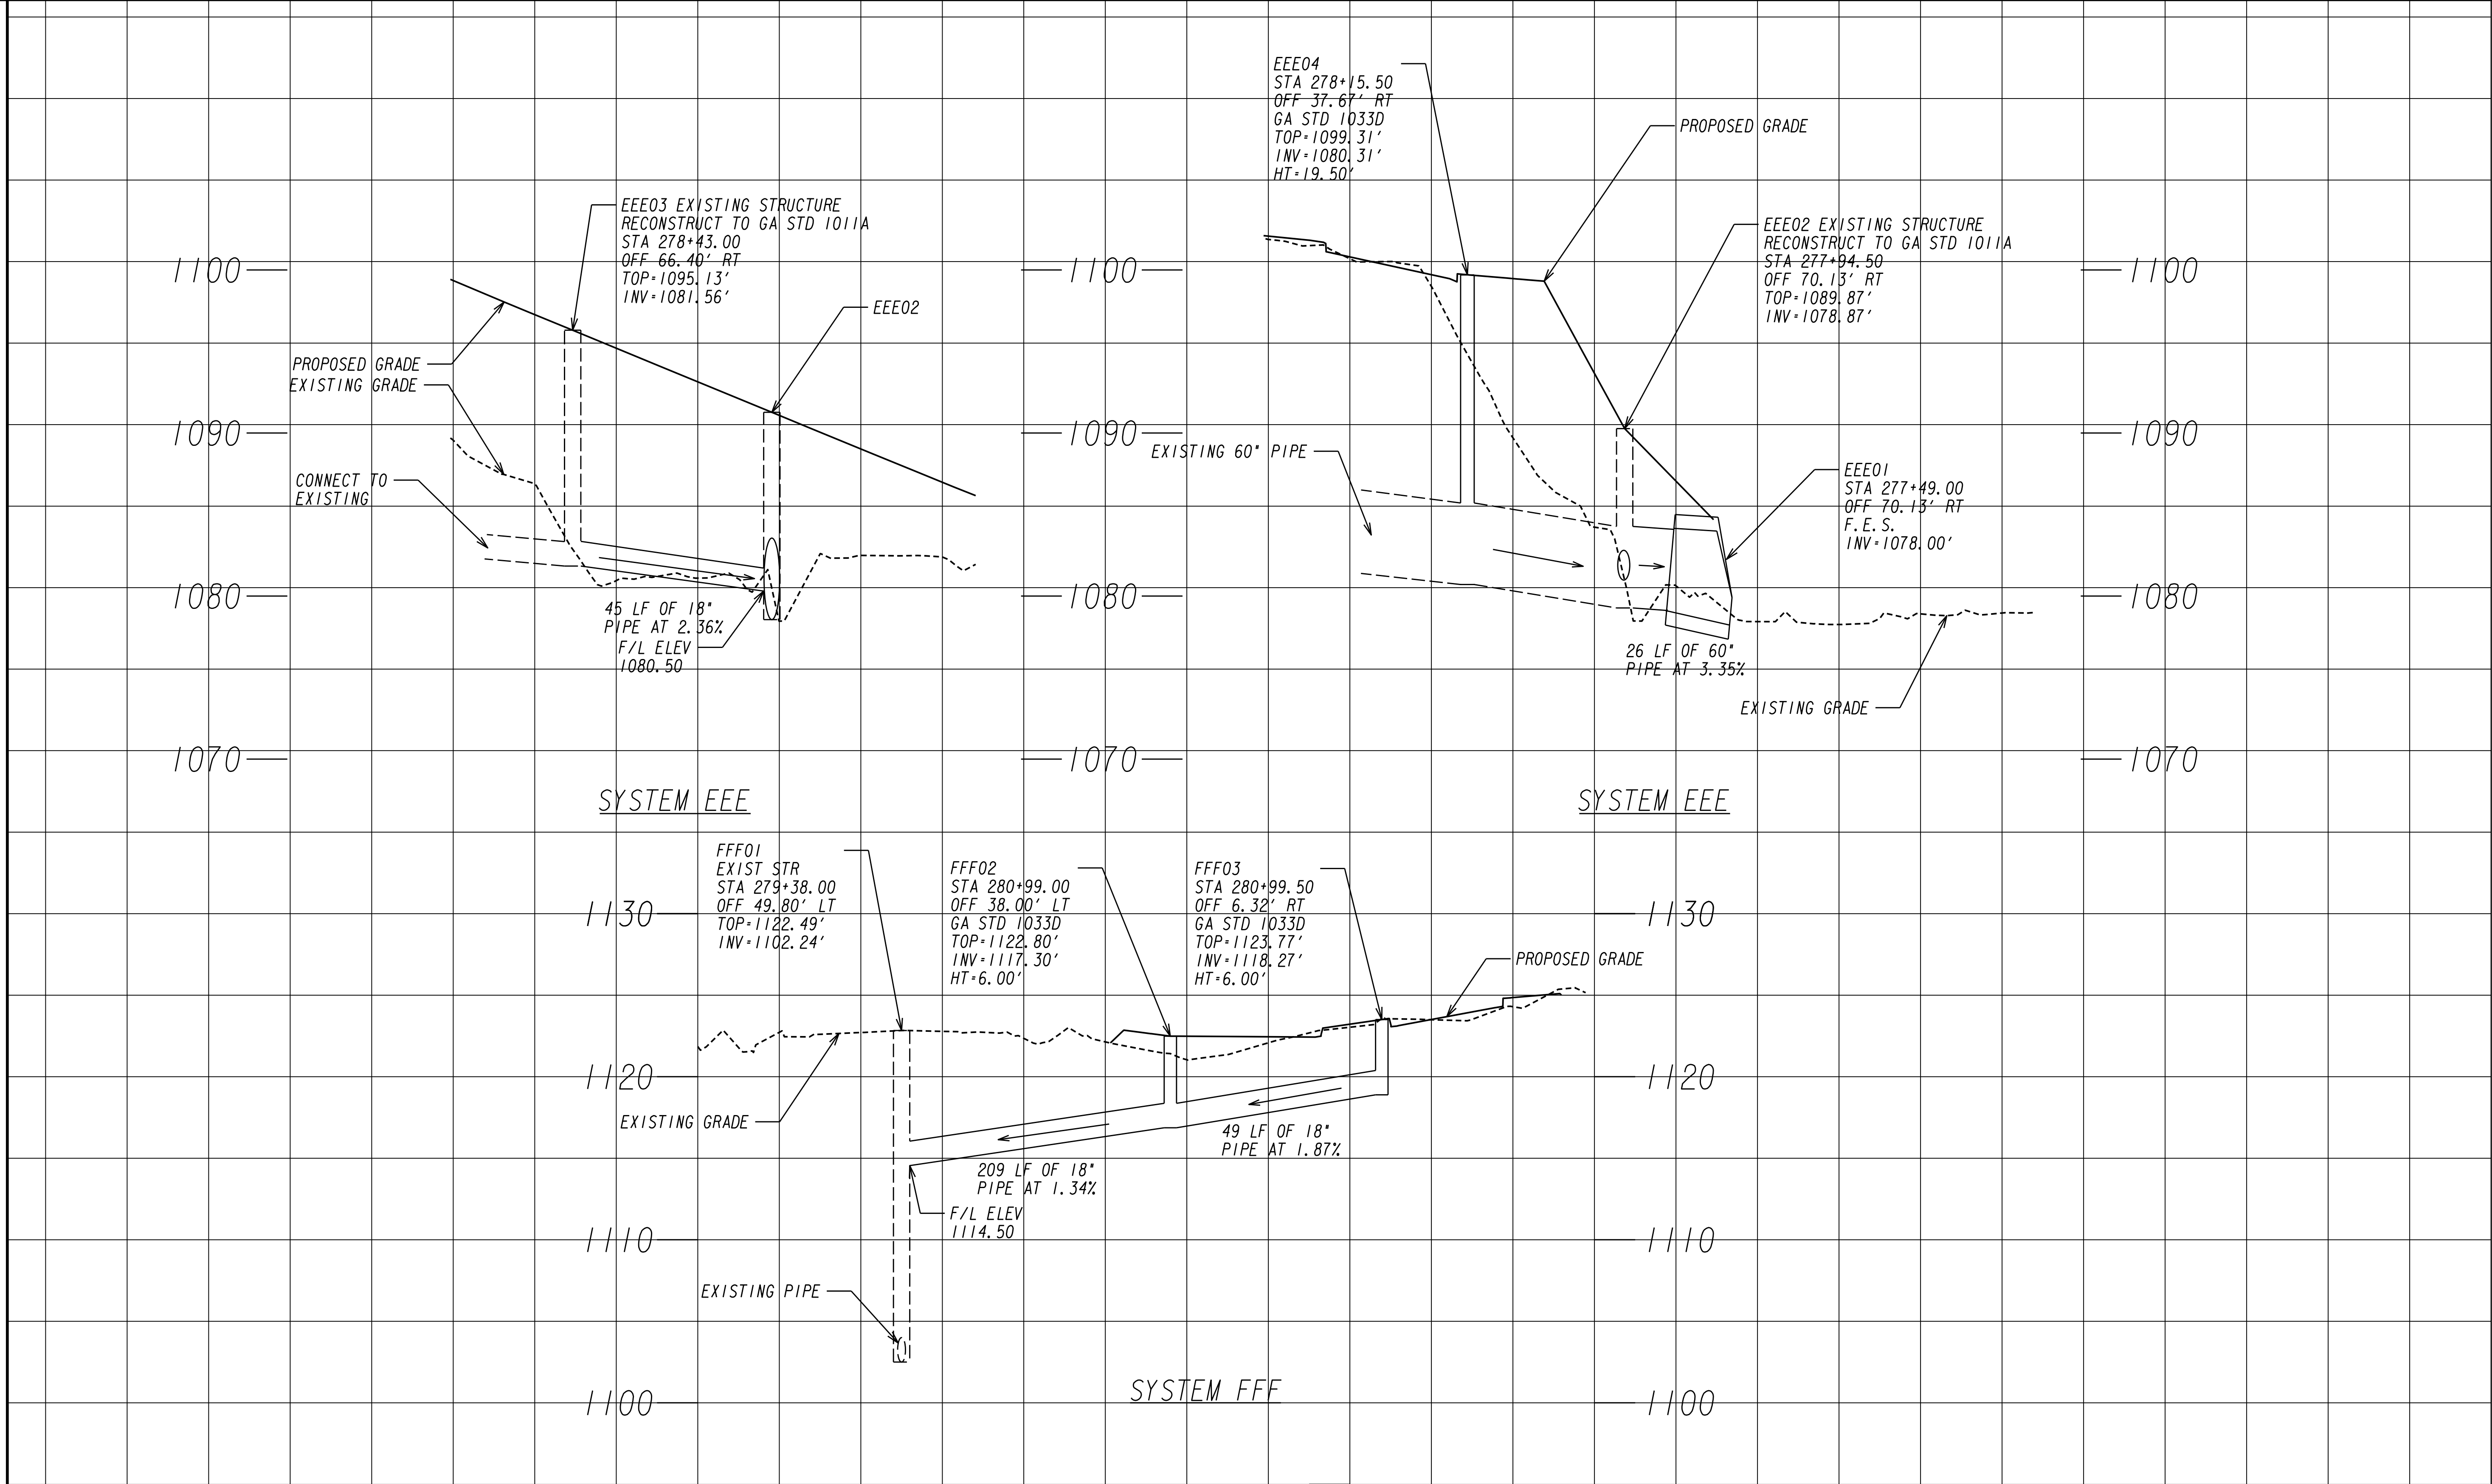 EEE04
STA 278+15.50
OFF 37.67' RT
GA STD 1033D
TOP=1099.31'
INV=1080.31'
HT=19.50'
PROPOSED GRADE
EEE03 EXISTING STRUCTURE
RECONSTRUCT TO GA STD 1011A
STA 278+43.00
OFF 66.40' RT
TOP=1095.13'
INV=1081.56'
EEE02
EEE02 EXISTING STRUCTURE
RECONSTRUCT TO GA STD 1011A
STA 277+94.50
OFF 70.13' RT
TOP=1089.87'
INV=1078.87'
1100
1100
1100
PROPOSED GRADE
EXISTING GRADE
1090
1090
1090
EXISTING 60" PIPE
CONNECT TO
EXISTING
EEE01
STA 277+49.00
OFF 70.13' RT
F.E.S.
INV=1078.00'
1080
1080
1080
45 LF OF 18"
PIPE AT 2.36%
F/L ELEV
1080.50
26 LF OF 60"
PIPE AT 3.35%
EXISTING GRADE
1070
1070
1070
SYSTEM EEE
SYSTEM EEE
FFF01
EXIST STR
STA 279+38.00
OFF 49.80' LT
TOP=1122.49'
INV=1102.24'
FFF02
STA 280+99.00
OFF 38.00' LT
GA STD 1033D
TOP=1122.80'
INV=1117.30'
HT=6.00'
FFF03
STA 280+99.50
OFF 6.32' RT
GA STD 1033D
TOP=1123.77'
INV=1118.27'
HT=6.00'
1130
1130
PROPOSED GRADE
1120
1120
EXISTING GRADE
49 LF OF 18"
PIPE AT 1.87%
209 LF OF 18"
PIPE AT 1.34%
F/L ELEV
1114.50
1110
1110
EXISTING PIPE
SYSTEM FFF
1100
1100